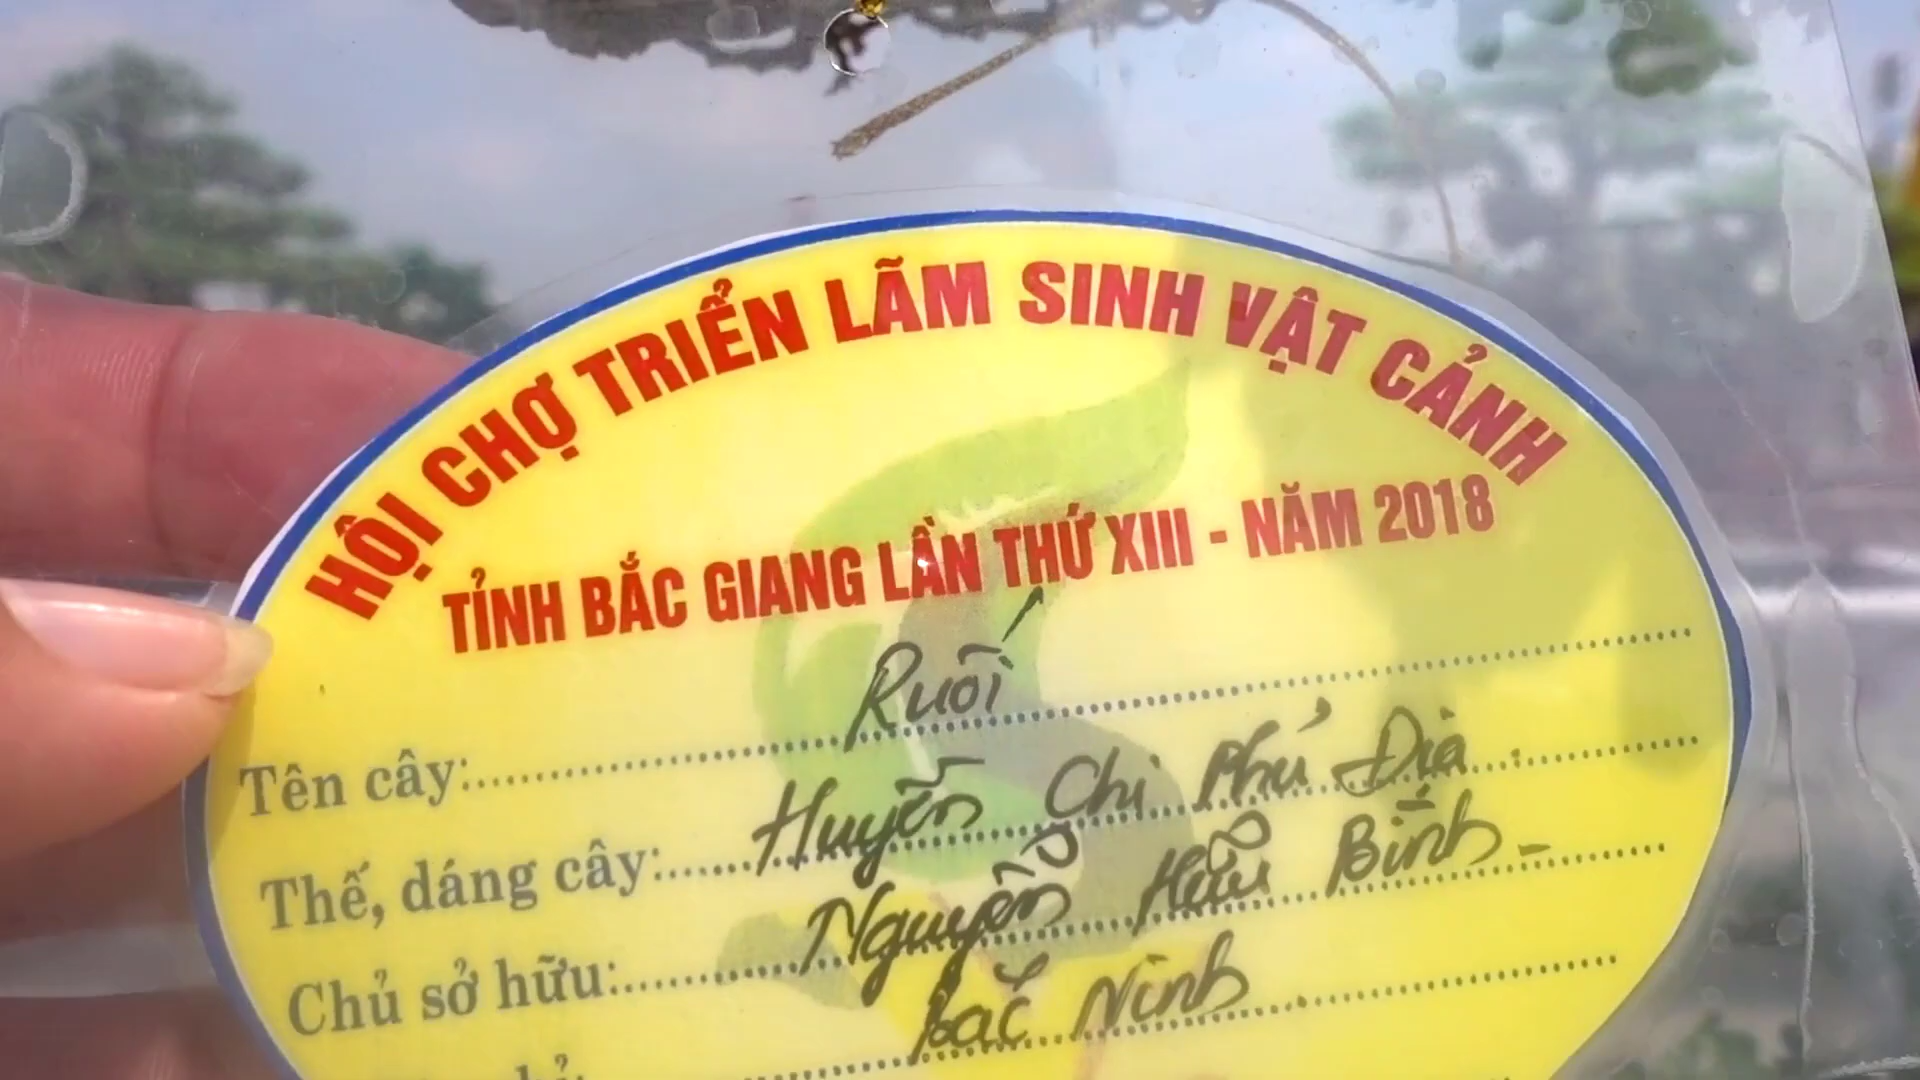 HỘI CHỢ TRIỂN LÃM SINH VẬT CẢNH
TỈNH BẮC GIANG LẦN THỨ XIII - NĂM 2018
Tên cây: Ruối
Thế, dáng cây: Huyền Chi Phú Địa
Chủ sở hữu: Nguyễn Hữu Bình
Bắc Ninh